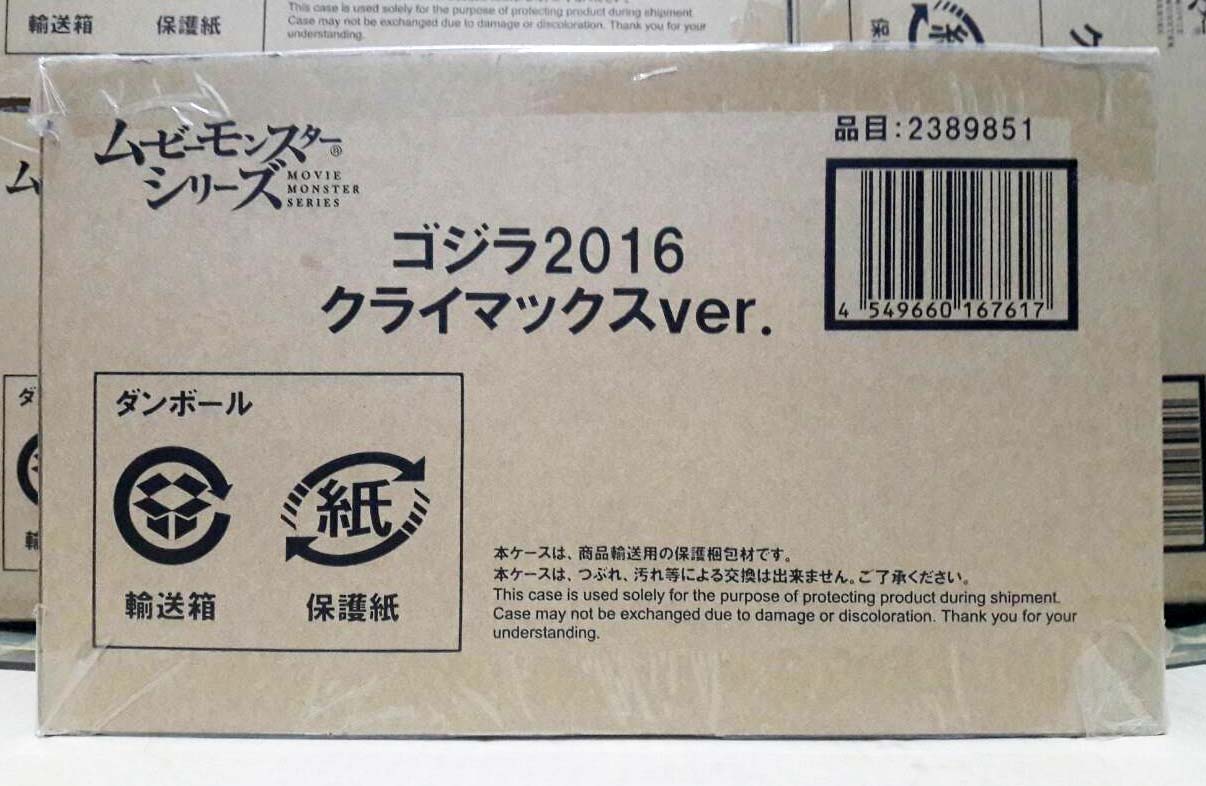 輸送箱 保護紙
This case is used solely for the purpose of protecting product during shipment.
Case may not be exchanged due to damage or discoloration. Thank you for your
understanding.
ムービーモンスター®
シリーズ
MOVIE
MONSTER
SERIES
品目:2389851
4 549660 167617
ゴジラ2016
クライマックスver.
ダンボール
紙
輸送箱 保護紙
本ケースは、商品輸送用の保護梱包材です。
本ケースは、つぶれ、汚れ等による交換は出来ません。ご了承ください。
This case is used solely for the purpose of protecting product during shipment.
Case may not be exchanged due to damage or discoloration. Thank you for your
understanding.